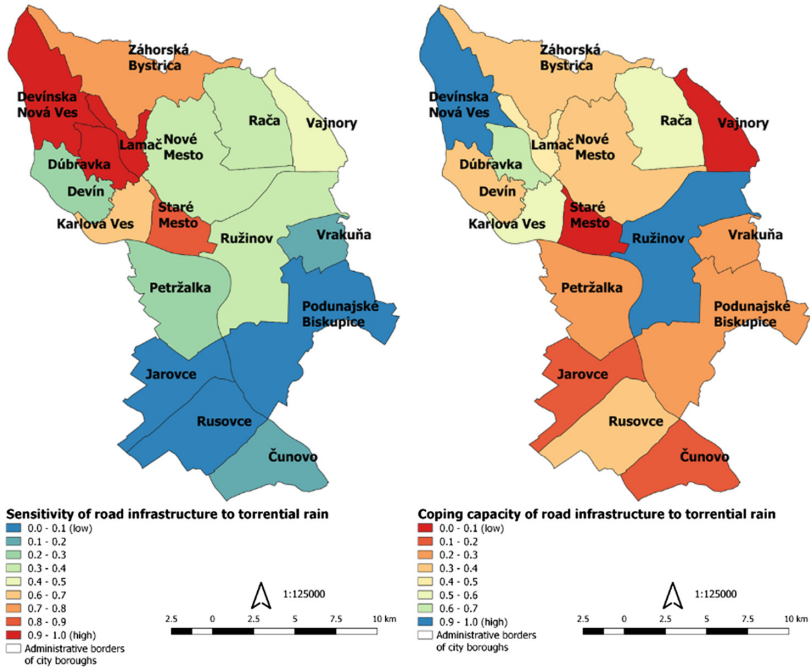 Záhorská
Bystrica
Devínska
Nová Ves
Lamač
Nové
Mesto
Rača
Vajnory
Dúbravka
Devín
Karlova Ves
Staré
Mesto
Ružinov
Vrakuňa
Petržalka
Podunajské
Biskupice
Jarovce
Rusovce
Čunovo
Sensitivity of road infrastructure to torrential rain
0.0 - 0.1 (low)
0.1 - 0.2
0.2 - 0.3
0.3 - 0.4
0.4 - 0.5
0.6 - 0.7
0.7 - 0.8
0.8 - 0.9
0.9 - 1.0 (high)
Administrative borders
of city boroughs
1:125000
2.5 0 2.5 5 7.5 10 km
Záhorská
Bystrica
Devínska
Nová Ves
Lamač
Nové
Mesto
Rača
Vajnory
Dúbravka
Devín
Karlova Ves
Staré
Mesto
Ružinov
Vrakuňa
Petržalka
Podunajské
Biskupice
Jarovce
Rusovce
Čunovo
Coping capacity of road infrastructure to torrential rain
0.0 - 0.1 (low)
0.1 - 0.2
0.2 - 0.3
0.3 - 0.4
0.4 - 0.5
0.5 - 0.6
0.6 - 0.7
0.9 - 1.0 (high)
Administrative borders
of city boroughs
1:125000
2.5 0 2.5 5 7.5 10 km